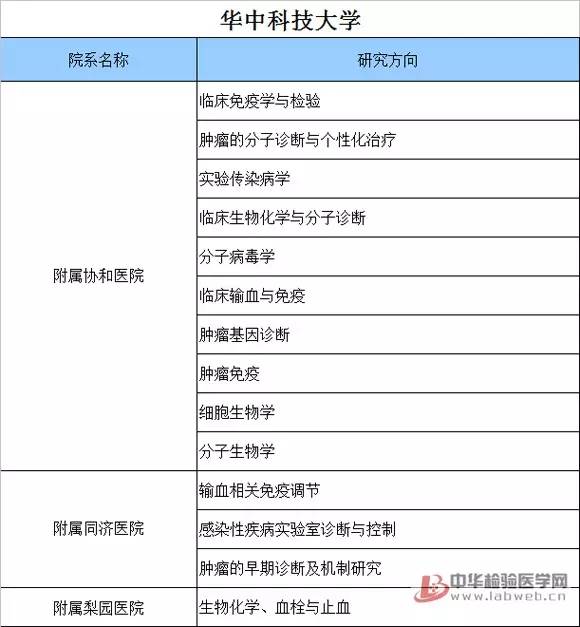 华中科技大学
院系名称
研究方向
附属协和医院
临床免疫学与检验
肿瘤的分子诊断与个性化治疗
实验传染病学
临床生物化学与分子诊断
分子病毒学
临床输血与免疫
肿瘤基因诊断
肿瘤免疫
细胞生物学
分子生物学
附属同济医院
输血相关免疫调节
感染性疾病实验室诊断与控制
肿瘤的早期诊断及机制研究
附属梨园医院
生物化学、血栓与止血
中华检验医学网
www.labweb.cn